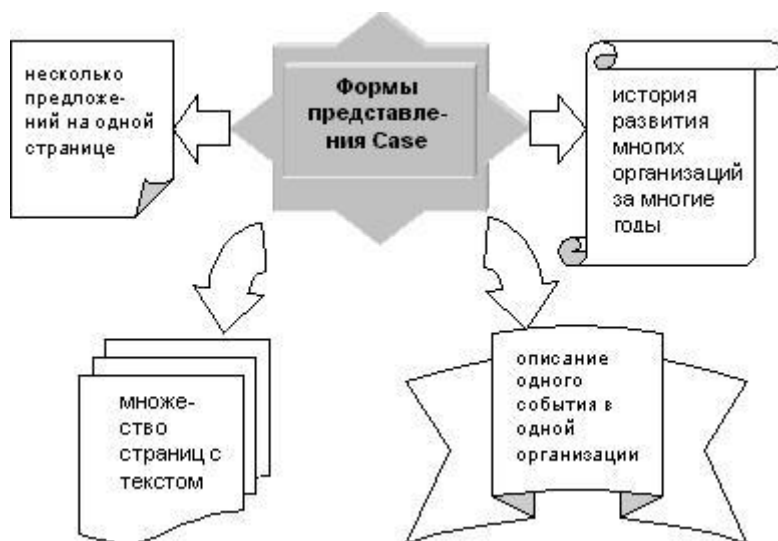 Формы
представле-
ния Case
несколько
предложе-
ний на одной
странице
история
развития
многих
организаций
за многие
годы
множе-
ство
страниц с
текстом
описание
одного
события в
одной
организации